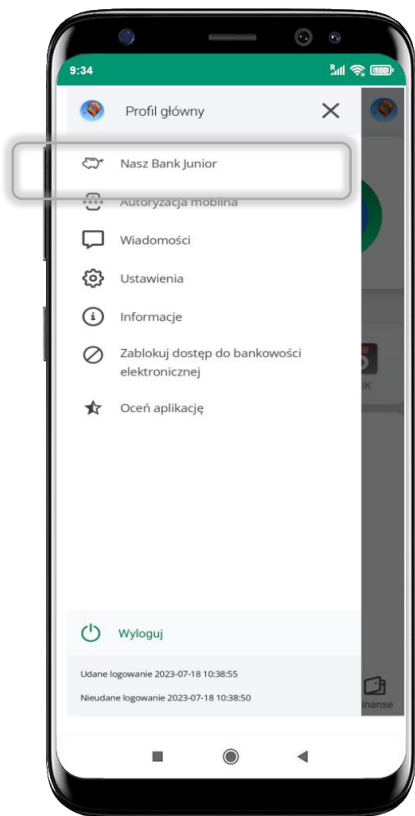 9:34
100
Profil główny
Nasz Bank Junior
Autoryzacja mobilna
Wiadomości
Ustawienia
Informacje
Zablokuj dostęp do bankowości
elektronicznej
Oceń aplikację
Wyloguj
Udane logowanie 2023-07-18 10:38:55
Nieudane logowanie 2023-07-18 10:38:50